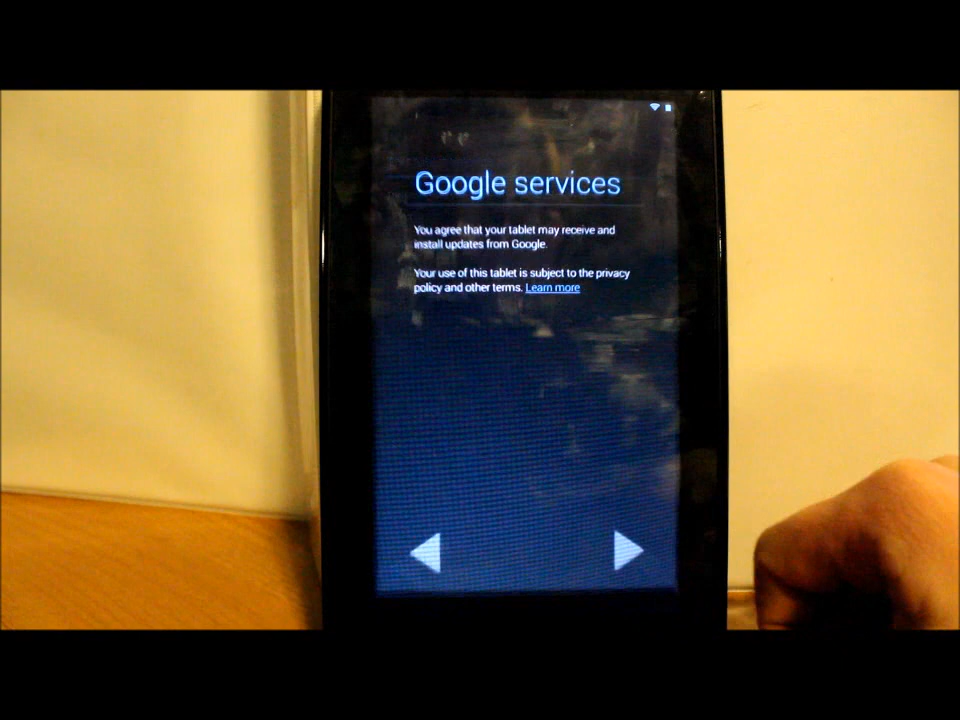 Google services
You agree that your tablet may receive and
install updates from Google.
Your use of this tablet is subject to the privacy
policy and other terms. Learn more